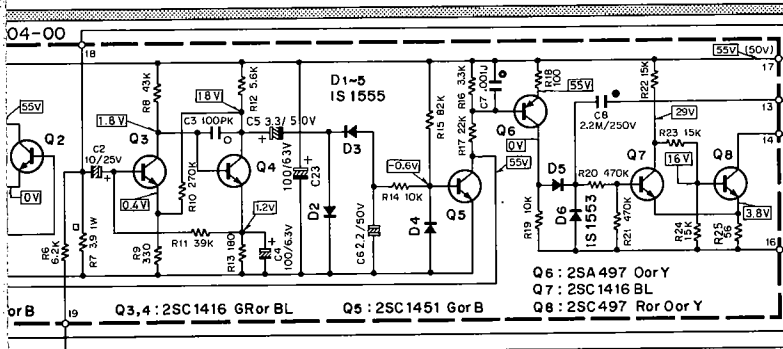 04-00
18
55V (50V)
17
D1~5
IS 1555
R8 43K
18V
R12 5.6K
R15 82K
R16 3.3K
C7 .001J
R18 100
55V
C8
2.2M/250V
R22 15K
29V
13
14
55V
Q2
0V
1.8V
C3 100PK
C5 3.3/50V
C2
10/25V
Q3
Q4
R10 270K
0.4V
1.2V
100/63V
C23
D3
D2
-0.6V
R14 10K
R17 22K
55V
Q5
D4
Q6
0V
D5
R20 470K
Q7
R23 15K
16V
Q8
3.8V
R6
6.2K
R7 3.9 1W
R9
330
R11 39K
R13 180
C4
100/6.3V
C6 2.2/50V
R19 10K
D6
IS1553
R21 470K
R24
15K
R25
56
16
or B
19
Q3,4 : 2SC1416 GR or BL
Q5 : 2SC1451 G or B
Q6 : 2SA497 O or Y
Q7 : 2SC1416 BL
Q8 : 2SC497 R or O or Y